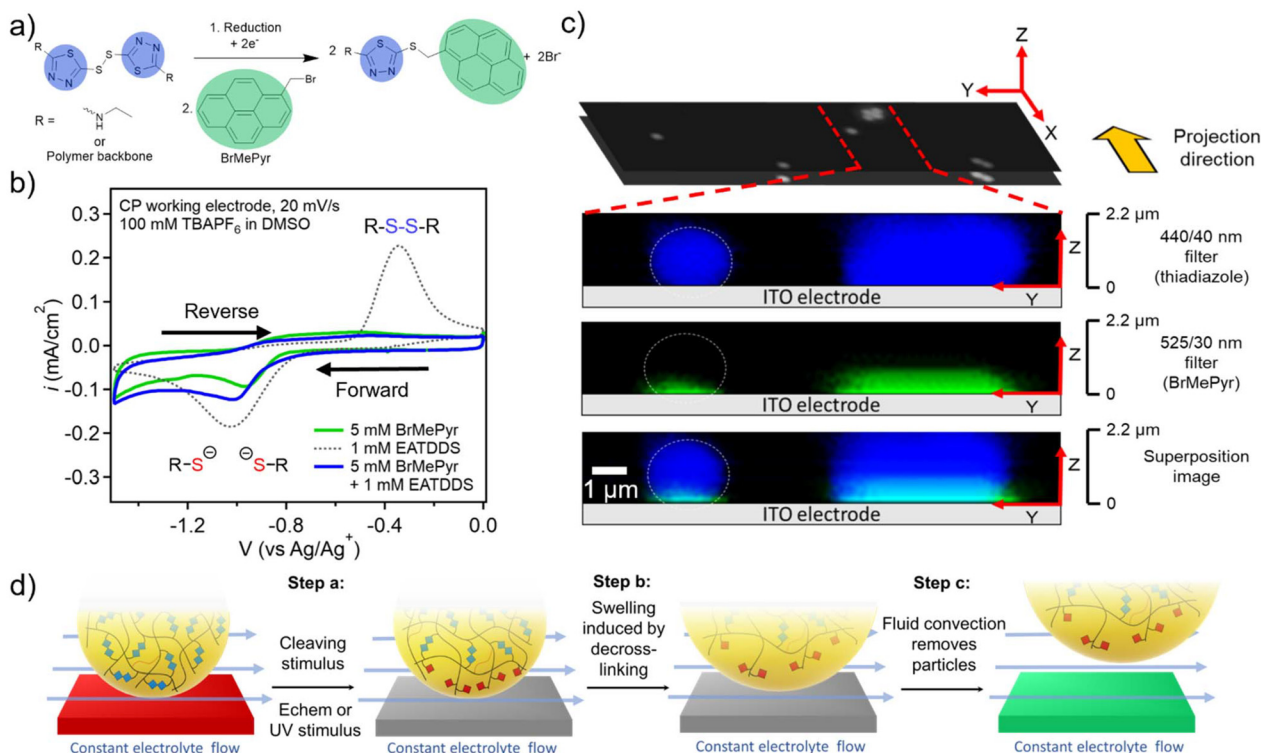 a)
1. Reduction
+ 2e⁻
2.
Br
BrMePyr
R
S
N
N
S
S
N
N
S
R
2
R
S
S
N
N
+ 2Br⁻
R =
N
H
or
Polymer backbone
b)
CP working electrode, 20 mV/s
100 mM TBAPF₆ in DMSO
R-S-S-R
Reverse
Forward
R-S⊖ ⊖S-R
5 mM BrMePyr
1 mM EATDDS
5 mM BrMePyr
+ 1 mM EATDDS
i (mA/cm²)
0.3
0.2
0.1
0.0
-0.1
-0.2
-0.3
-1.2 -0.8 -0.4 0.0
V (vs Ag/Ag⁺)
c)
Z
Y
X
Projection
direction
2.2 µm
0
Z
Y
440/40 nm
filter
(thiadiazole)
ITO electrode
2.2 µm
0
Z
Y
525/30 nm
filter
(BrMePyr)
ITO electrode
2.2 µm
0
Z
Y
Superposition
image
1 µm
ITO electrode
d)
Step a:
Cleaving
stimulus
Echem or
UV stimulus
Step b:
Swelling
induced by
decross-
linking
Step c:
Fluid convection
removes
particles
Constant electrolyte flow
Constant electrolyte flow
Constant electrolyte flow
Constant electrolyte flow